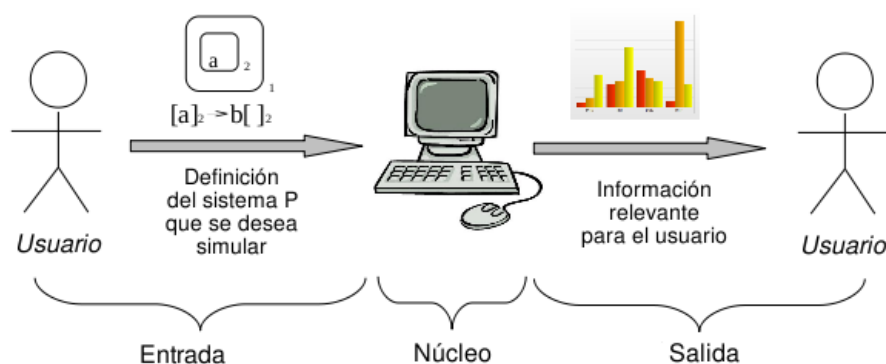 a
2
1
[a]₂->b[ ]₂
Definición
del sistema P
que se desea
simular
Usuario
Información
relevante
para el usuario
Usuario
Entrada
Núcleo
Salida